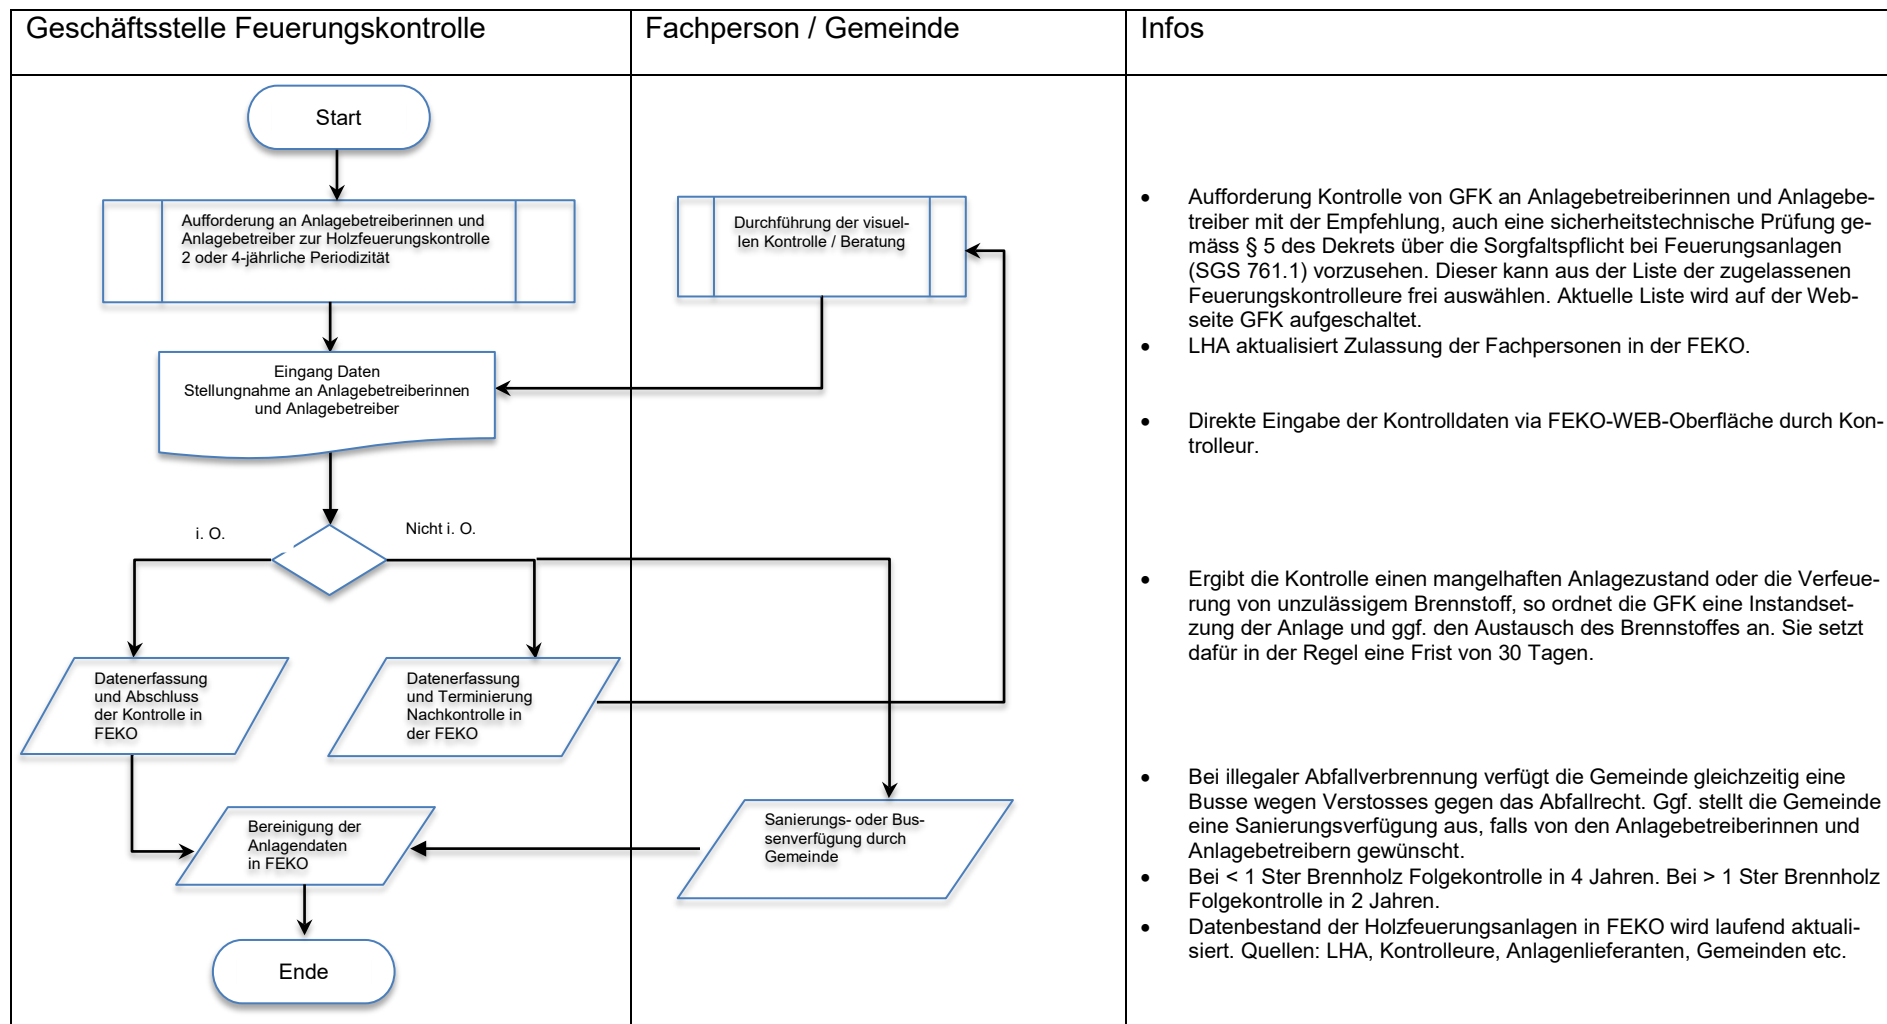 Geschäftsstelle Feuerungskontrolle
Fachperson / Gemeinde
Infos
Start
Aufforderung an Anlagebetreiberinnen und
Anlagebetreiber zur Holzfeuerungskontrolle
2 oder 4-jährliche Periodizität
Durchführung der visuel-
len Kontrolle / Beratung
Eingang Daten
Stellungnahme an Anlagebetreiberinnen
und Anlagebetreiber
i. O.
Nicht i. O.
Datenerfassung
und Abschluss
der Kontrolle in
FEKO
Datenerfassung
und Terminierung
Nachkontrolle in
der FEKO
Bereinigung der
Anlagendaten
in FEKO
Sanierungs- oder Bus-
senverfügung durch
Gemeinde
Ende
• Aufforderung Kontrolle von GFK an Anlagebetreiberinnen und Anlagebe-
treiber mit der Empfehlung, auch eine sicherheitstechnische Prüfung ge-
mäss § 5 des Dekrets über die Sorgfaltspflicht bei Feuerungsanlagen
(SGS 761.1) vorzusehen. Dieser kann aus der Liste der zugelassenen
Feuerungskontrolleure frei auswählen. Aktuelle Liste wird auf der Web-
seite GFK aufgeschaltet.
• LHA aktualisiert Zulassung der Fachpersonen in der FEKO.
• Direkte Eingabe der Kontrolldaten via FEKO-WEB-Oberfläche durch Kon-
trolleur.
• Ergibt die Kontrolle einen mangelhaften Anlagezustand oder die Verfeue-
rung von unzulässigem Brennstoff, so ordnet die GFK eine Instandset-
zung der Anlage und ggf. den Austausch des Brennstoffes an. Sie setzt
dafür in der Regel eine Frist von 30 Tagen.
• Bei illegaler Abfallverbrennung verfügt die Gemeinde gleichzeitig eine
Busse wegen Verstosses gegen das Abfallrecht. Ggf. stellt die Gemeinde
eine Sanierungsverfügung aus, falls von den Anlagebetreiberinnen und
Anlagebetreibern gewünscht.
• Bei < 1 Ster Brennholz Folgekontrolle in 4 Jahren. Bei > 1 Ster Brennholz
Folgekontrolle in 2 Jahren.
• Datenbestand der Holzfeuerungsanlagen in FEKO wird laufend aktuali-
siert. Quellen: LHA, Kontrolleure, Anlagenlieferanten, Gemeinden etc.